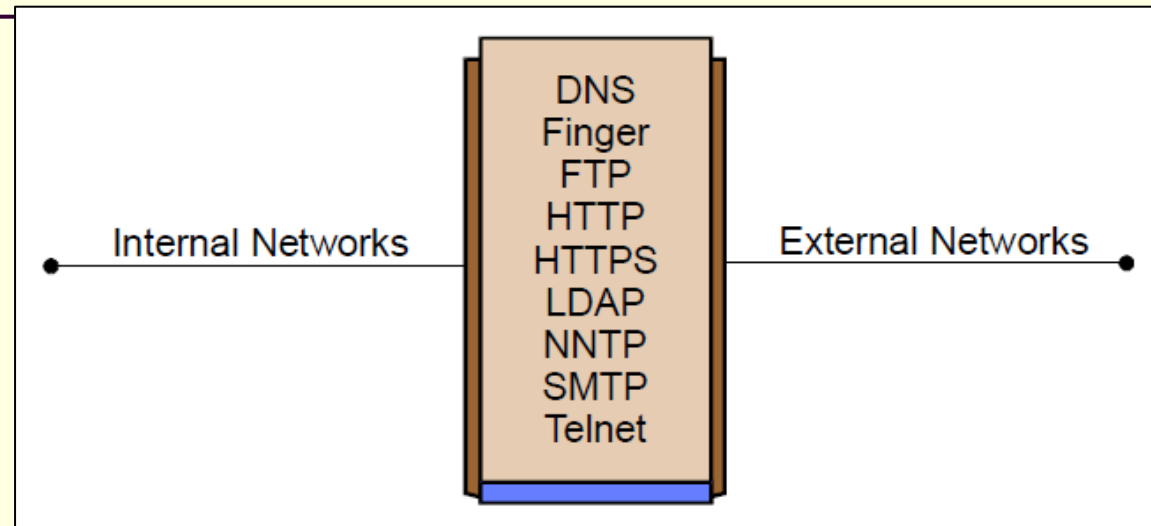 DNS
Finger
FTP
HTTP
HTTPS
LDAP
NNTP
SMTP
Telnet
Internal Networks
External Networks